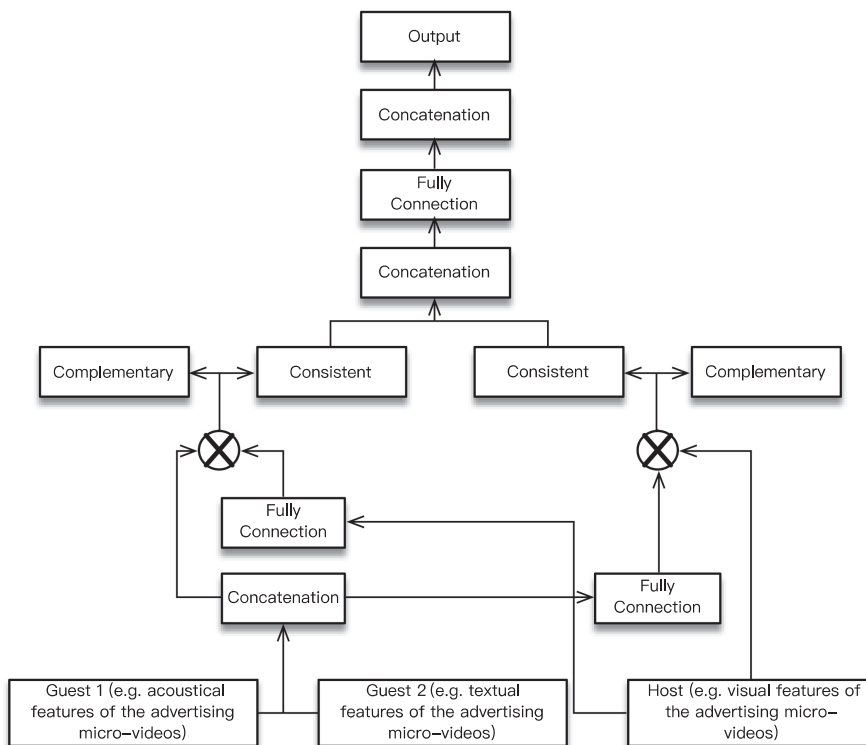 Output
Concatenation
Fully
Connection
Concatenation
Complementary
Consistent
Consistent
Complementary
Fully
Connection
Concatenation
Fully
Connection
Guest 1 (e.g. acoustical
features of the advertising
micro-videos)
Guest 2 (e.g. textual
features of the advertising
micro-videos)
Host (e.g. visual features of
the advertising micro-
videos)